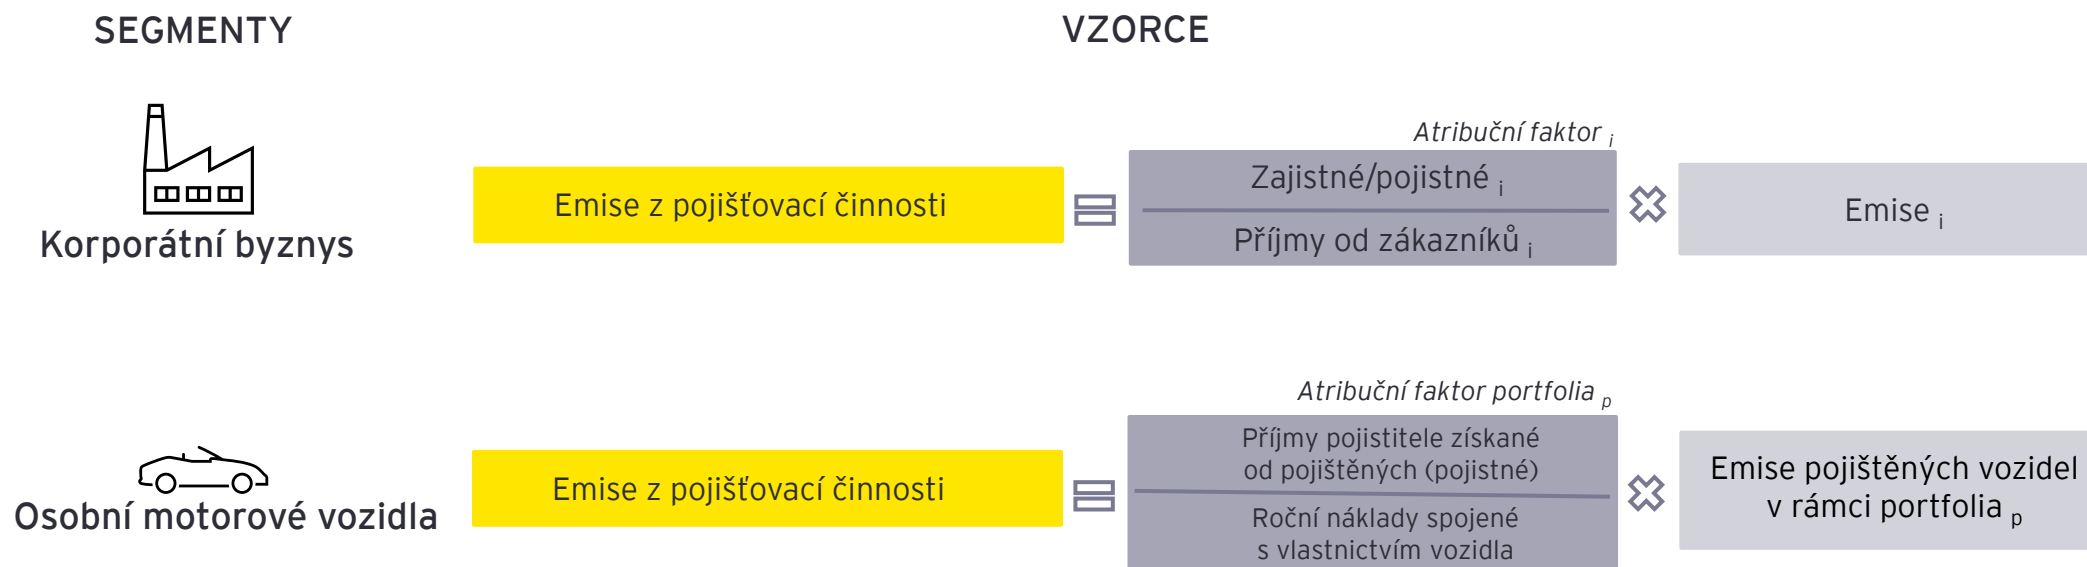 SEGMENTY
VZORCE
Atribuční faktor i
Zajistné/pojistné i
Emise z pojišťovací činnosti
Příjmy od zákazníků i
Emise i
Korporátní byznys
Atribuční faktor portfolia p
Příjmy pojistitele získané
od pojištěných (pojistné)
Emise z pojišťovací činnosti
Roční náklady spojené
s vlastnictvím vozidla
Emise pojištěných vozidel
v rámci portfolia p
Osobní motorové vozidla